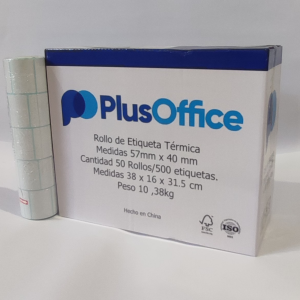 PlusOffice
Rollo de Etiqueta Térmica
Medidas 57mm x 40 mm
Cantidad 50 Rollos/500 etiquetas.
Medidas 38 x 16 x 31.5 cm
Peso 10 ,38kg
Hecho en China
FSC
ISO